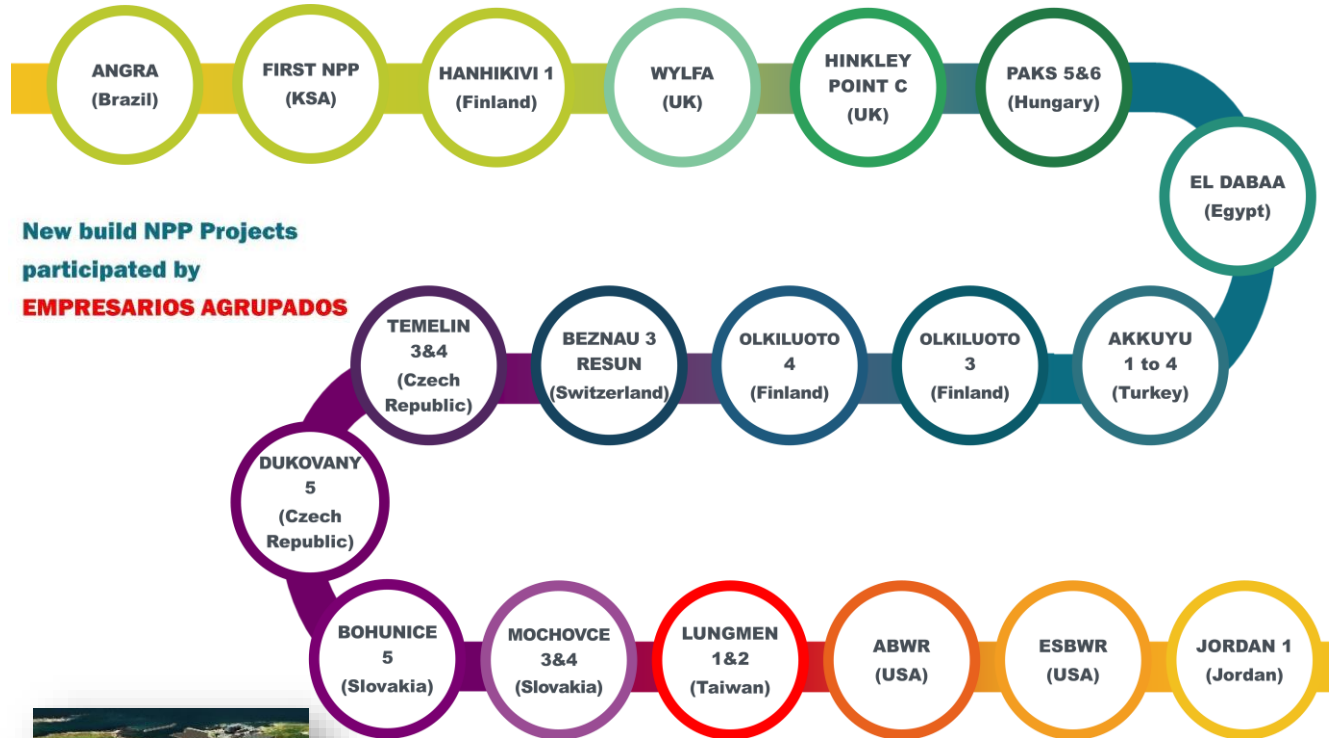 ANGRA
(Brazil)
FIRST NPP
(KSA)
HANHIKIVI 1
(Finland)
WYLFA
(UK)
HINKLEY
POINT C
(UK)
PAKS 5&6
(Hungary)
EL DABAA
(Egypt)
New build NPP Projects
participated by
EMPRESARIOS AGRUPADOS
TEMELIN
3&4
(Czech
Republic)
BEZNAU 3
RESUN
(Switzerland)
OLKILUOTO
4
(Finland)
OLKILUOTO
3
(Finland)
AKKUYU
1 to 4
(Turkey)
DUKOVANY
5
(Czech
Republic)
BOHUNICE
5
(Slovakia)
MOCHOVCE
3&4
(Slovakia)
LUNGMEN
1&2
(Taiwan)
ABWR
(USA)
ESBWR
(USA)
JORDAN 1
(Jordan)